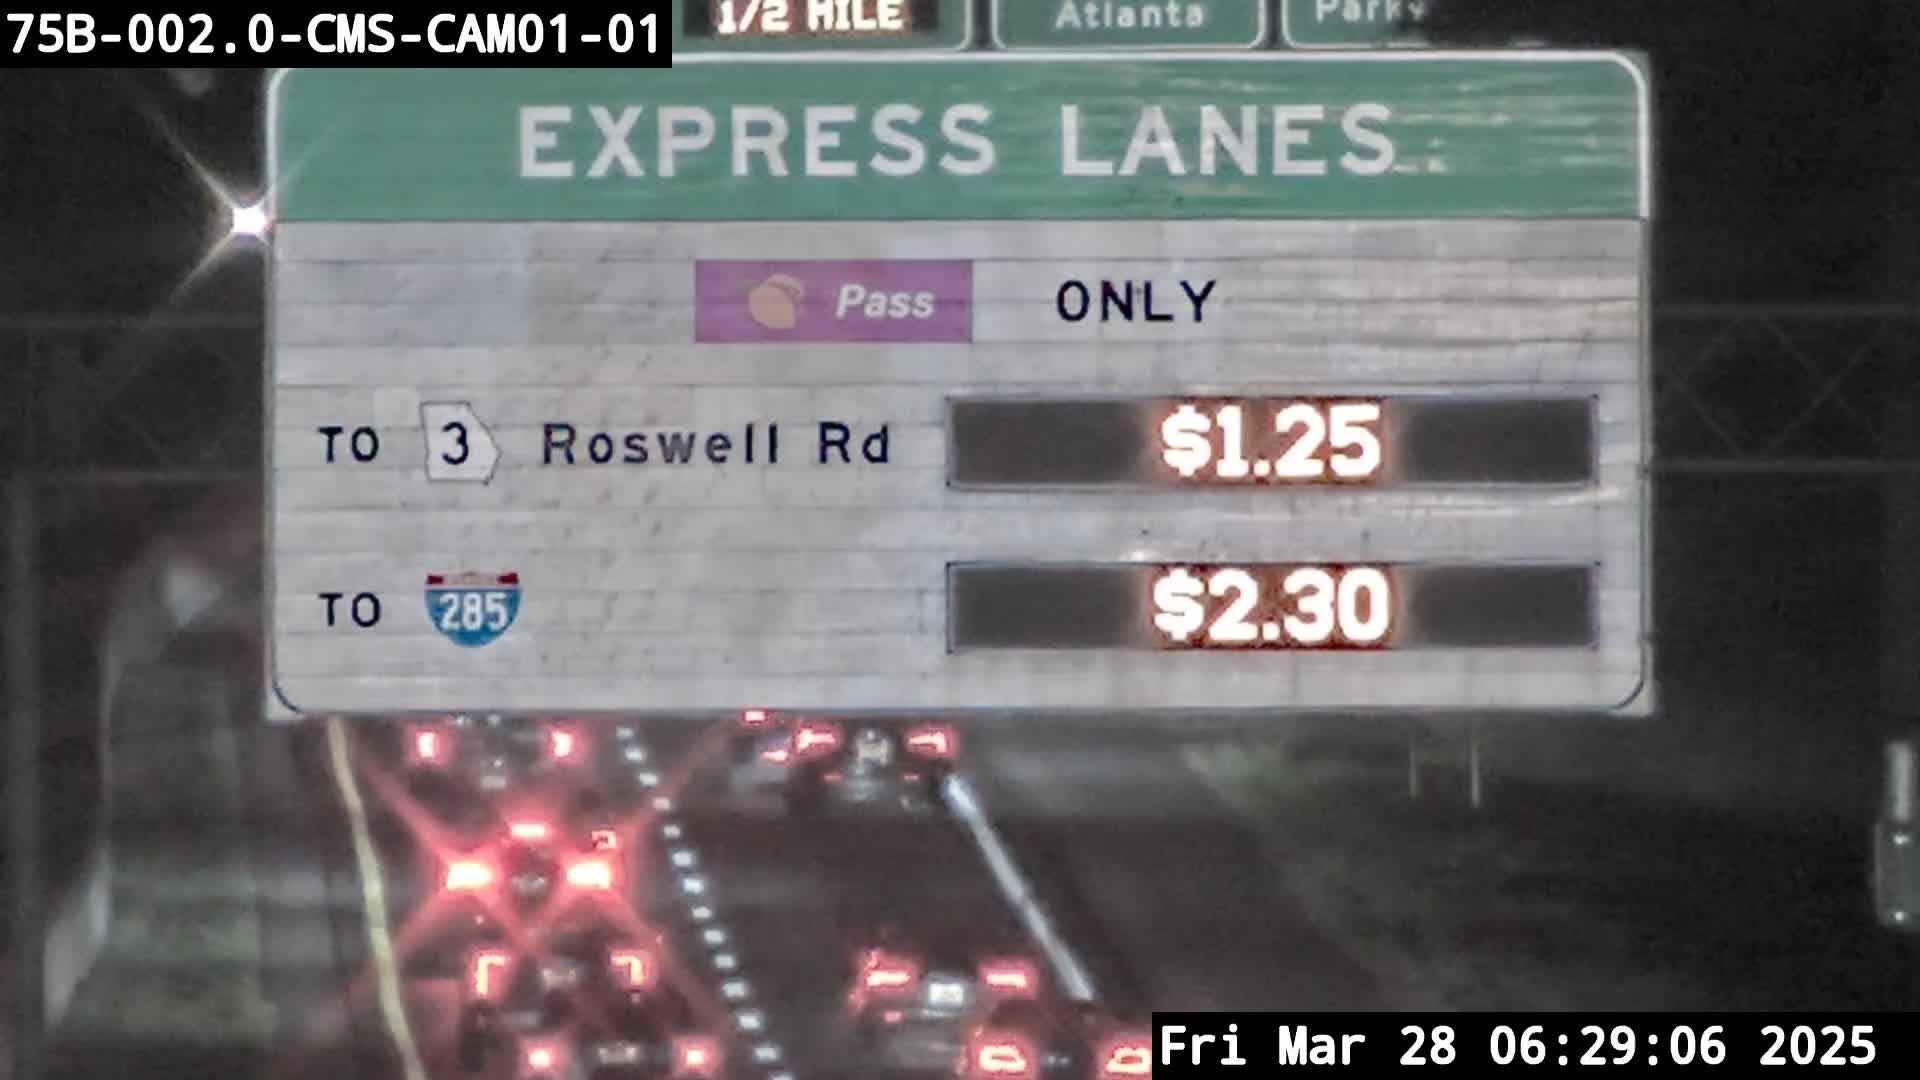 75B-002.0-CMS-CAM01-01
1/2 MILE
Atlanta
EXPRESS LANES
Pass ONLY
TO 3 Roswell Rd $1.25
TO 285 $2.30
Fri Mar 28 06:29:06 2025